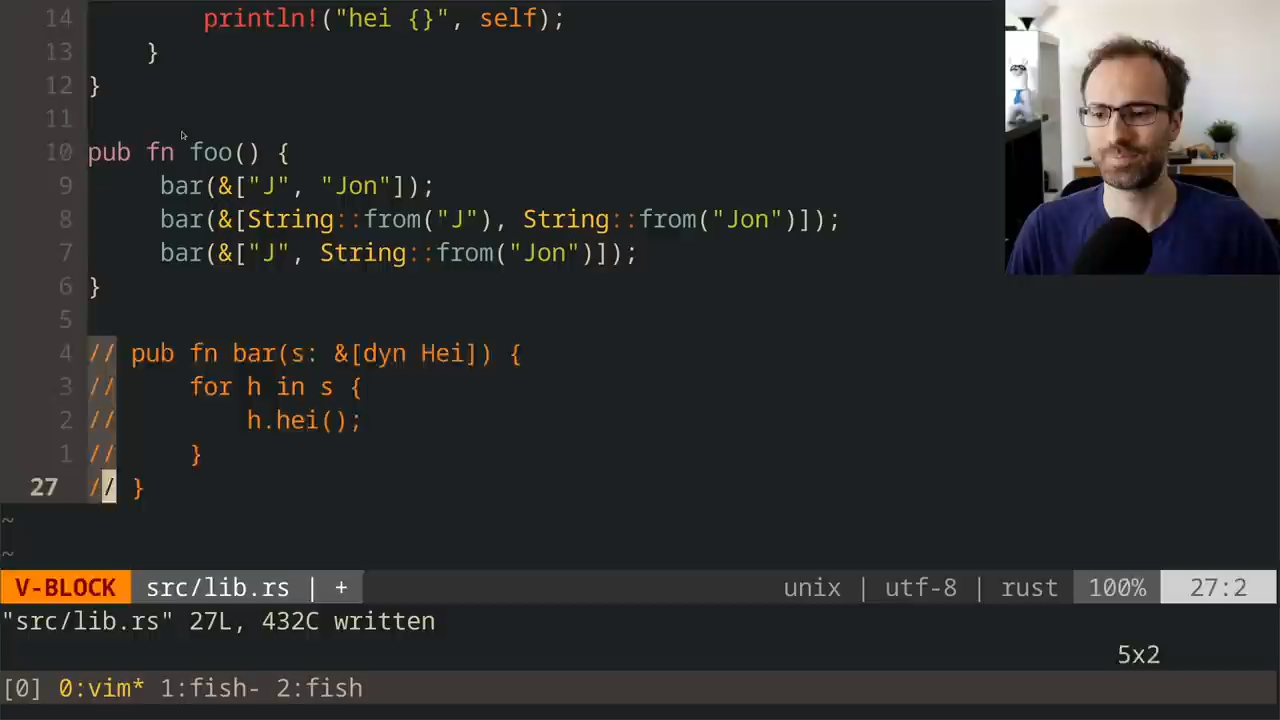 14 println!("hei {}", self);
13 }
12 }
11
10 pub fn foo() {
9 bar(&["J", "Jon"]);
8 bar(&[String::from("J"), String::from("Jon")]);
7 bar(&["J", String::from("Jon")]);
6 }
5
4 // pub fn bar(s: &[dyn Hei]) {
3 // for h in s {
2 // h.hei();
1 // }
27 // }
~
~
V-BLOCK src/lib.rs | + unix | utf-8 | rust 100% 27:2
"src/lib.rs" 27L, 432C written
5x2
[0] 0:vim* 1:fish- 2:fish